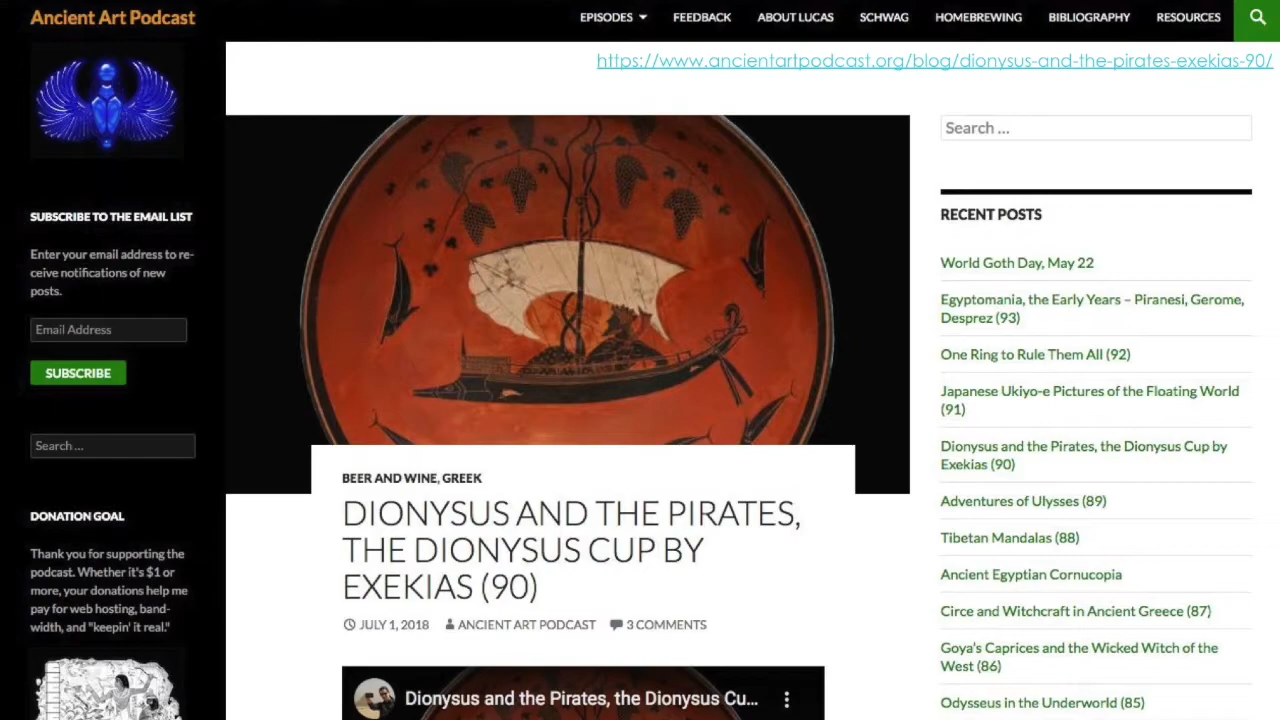 Ancient Art Podcast
EPISODES
FEEDBACK
ABOUT LUCAS
SCHWAG
HOMEBREWING
BIBLIOGRAPHY
RESOURCES
https://www.ancientartpodcast.org/blog/dionysus-and-the-pirates-exekias-90/
SUBSCRIBE TO THE EMAIL LIST
Enter your email address to re-
ceive notifications of new
posts.
Email Address
SUBSCRIBE
Search ...
DONATION GOAL
Thank you for supporting the
podcast. Whether it's $1 or
more, your donations help me
pay for web hosting, band-
width, and "keepin' it real."
BEER AND WINE, GREEK
DIONYSUS AND THE PIRATES,
THE DIONYSUS CUP BY
EXEKIAS (90)
JULY 1, 2018 ANCIENT ART PODCAST 3 COMMENTS
Dionysus and the Pirates, the Dionysus Cu...
Search ...
RECENT POSTS
World Goth Day, May 22
Egyptomania, the Early Years – Piranesi, Gerome,
Desprez (93)
One Ring to Rule Them All (92)
Japanese Ukiyo-e Pictures of the Floating World
(91)
Dionysus and the Pirates, the Dionysus Cup by
Exekias (90)
Adventures of Ulysses (89)
Tibetan Mandalas (88)
Ancient Egyptian Cornucopia
Circe and Witchcraft in Ancient Greece (87)
Goya's Caprices and the Wicked Witch of the
West (86)
Odysseus in the Underworld (85)